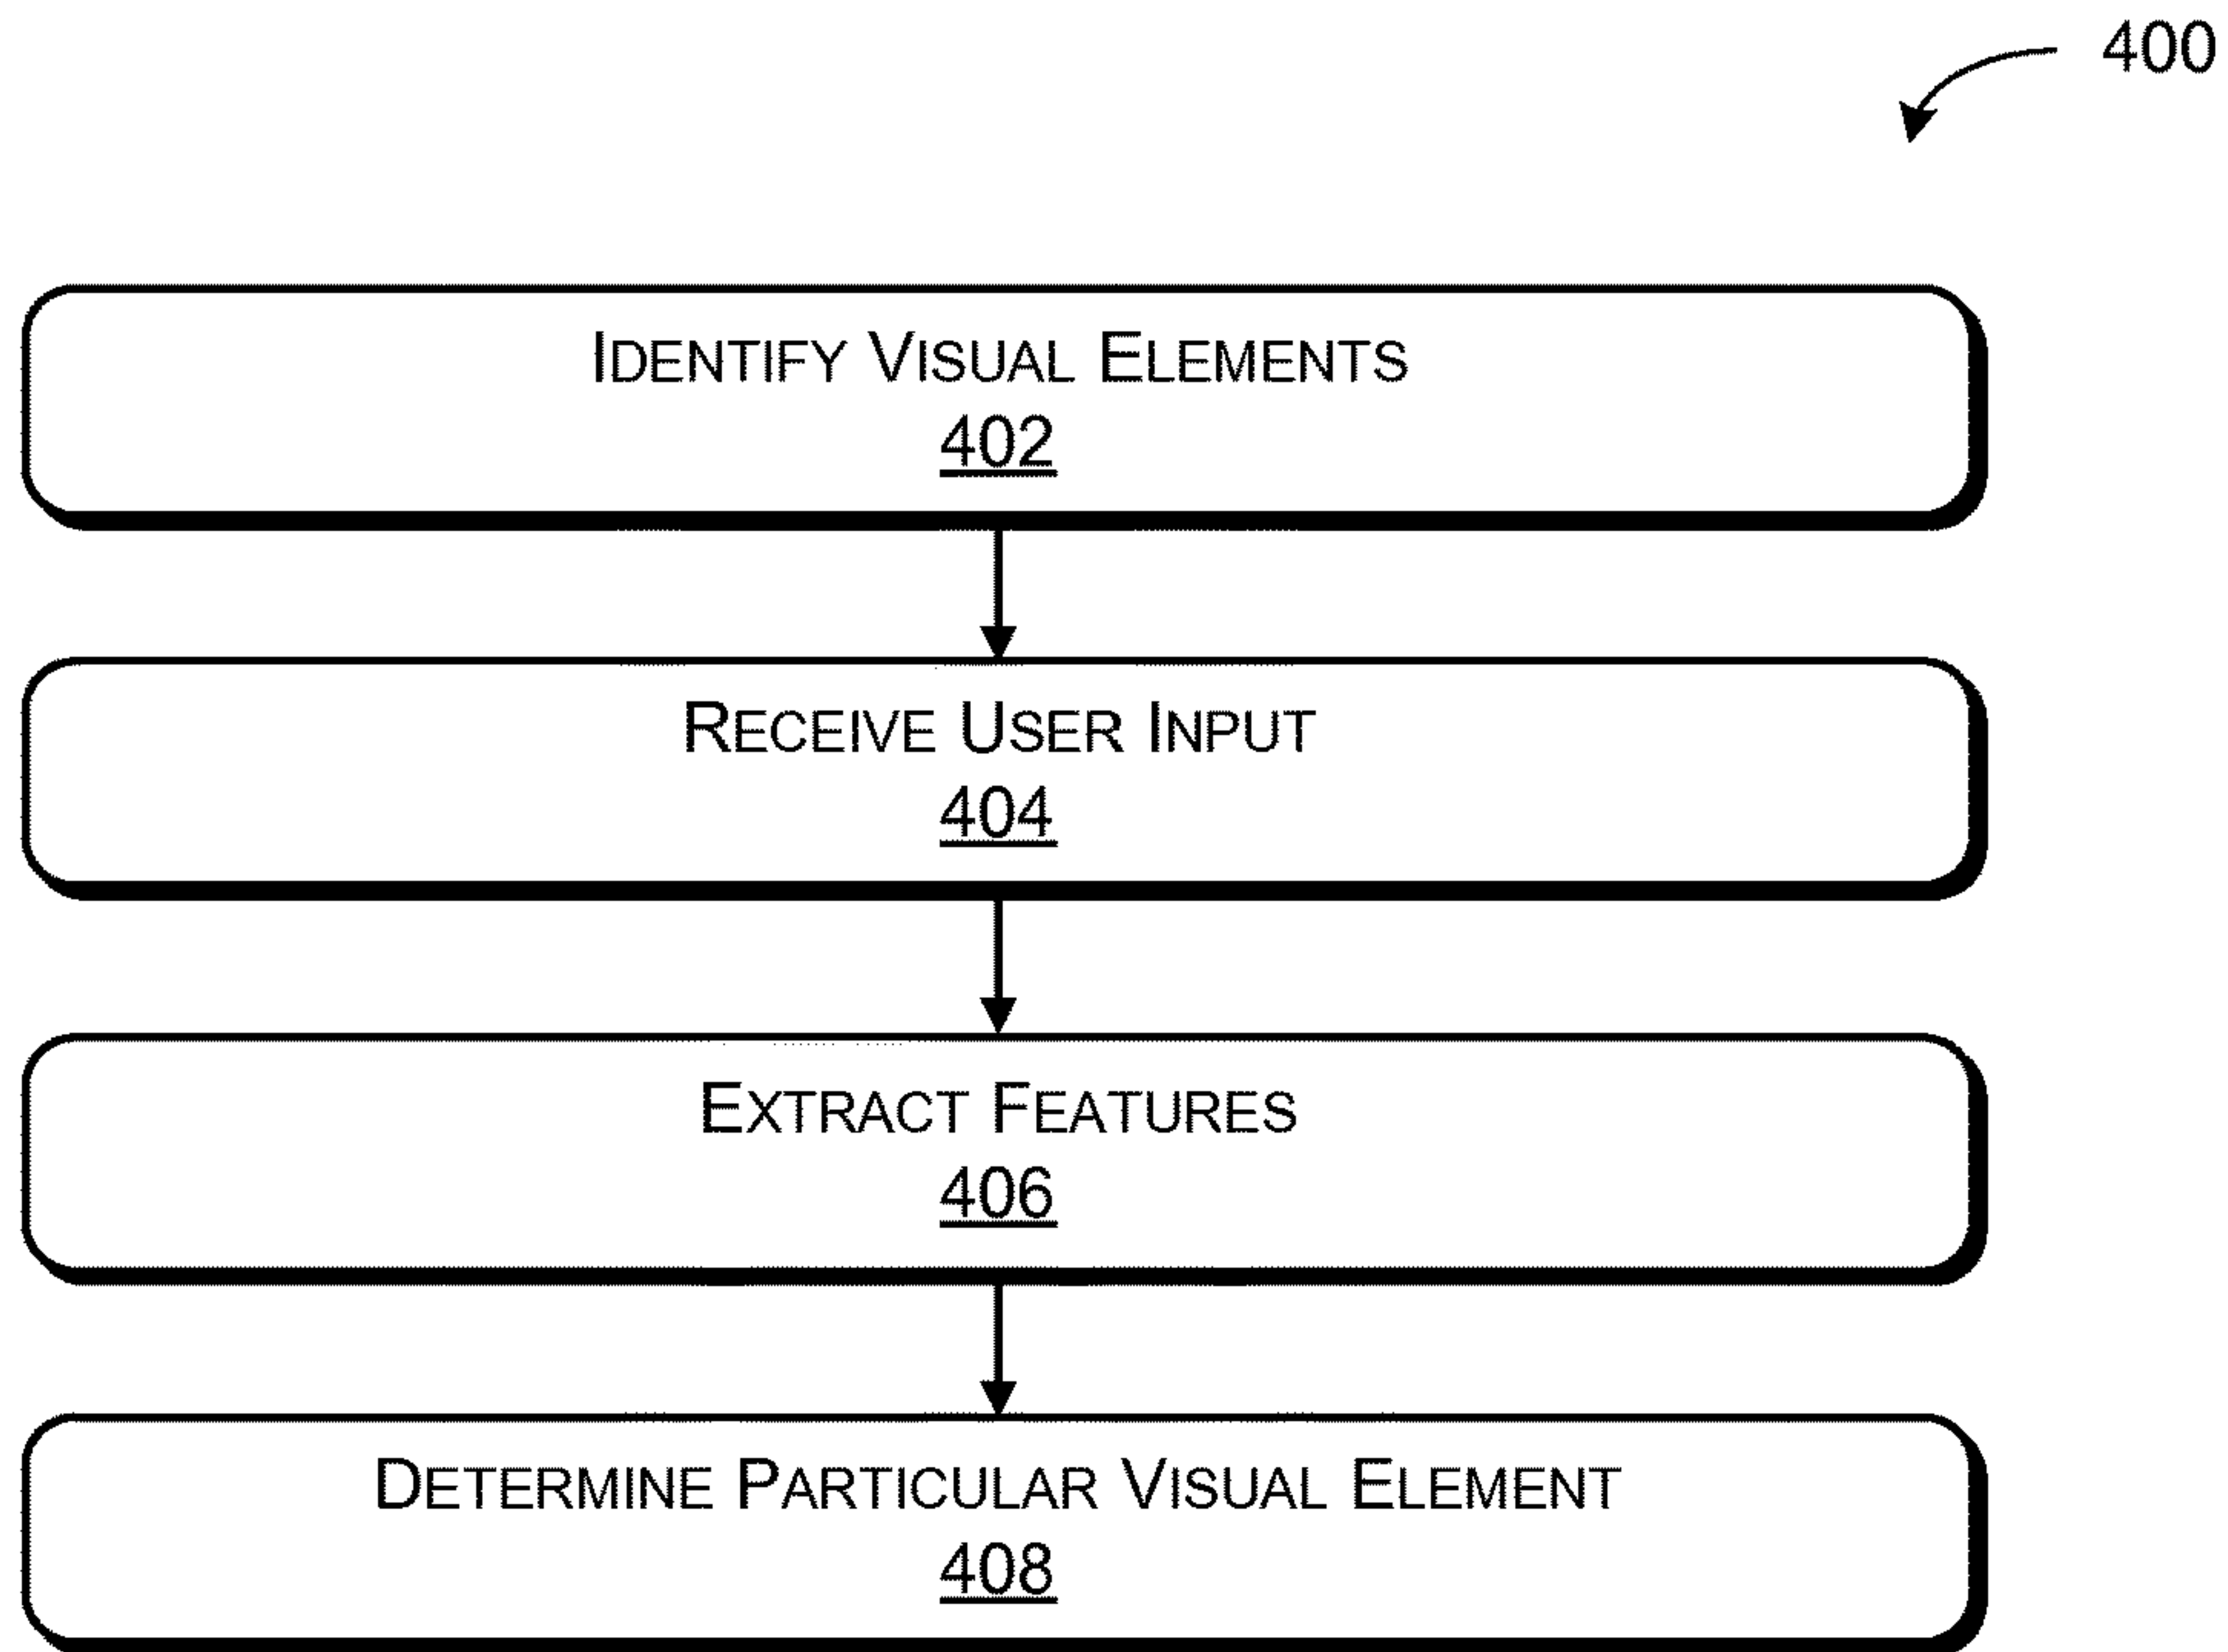 400
IDENTIFY VISUAL ELEMENTS
402
RECEIVE USER INPUT
404
EXTRACT FEATURES
406
DETERMINE PARTICULAR VISUAL ELEMENT
408